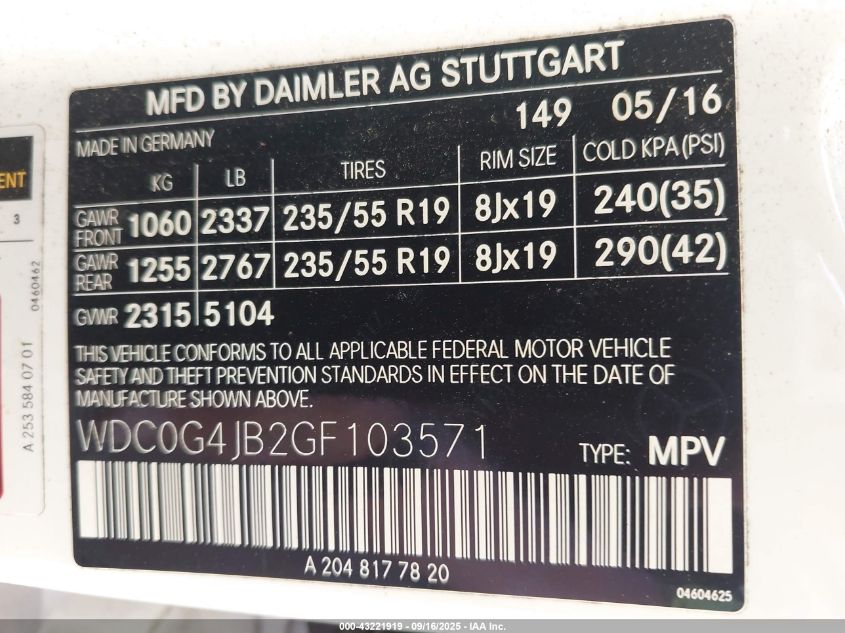 MFD BY DAIMLER AG STUTTGART
149 05/16
MADE IN GERMANY
KG LB TIRES RIM SIZE COLD KPA (PSI)
GAWR FRONT 1060 2337 235/55 R19 8Jx19 240(35)
GAWR REAR 1255 2767 235/55 R19 8Jx19 290(42)
GVWR 2315 5104
THIS VEHICLE CONFORMS TO ALL APPLICABLE FEDERAL MOTOR VEHICLE
SAFETY AND THEFT PREVENTION STANDARDS IN EFFECT ON THE DATE OF
MANUFACTURE SHOWN ABOVE.
WDC0G4JB2GF103571 TYPE: MPV
A 204 817 78 20
04604625
3
0460462
A 253 584 07 01
000-43221919 - 09/16/2025 - IAA Inc.